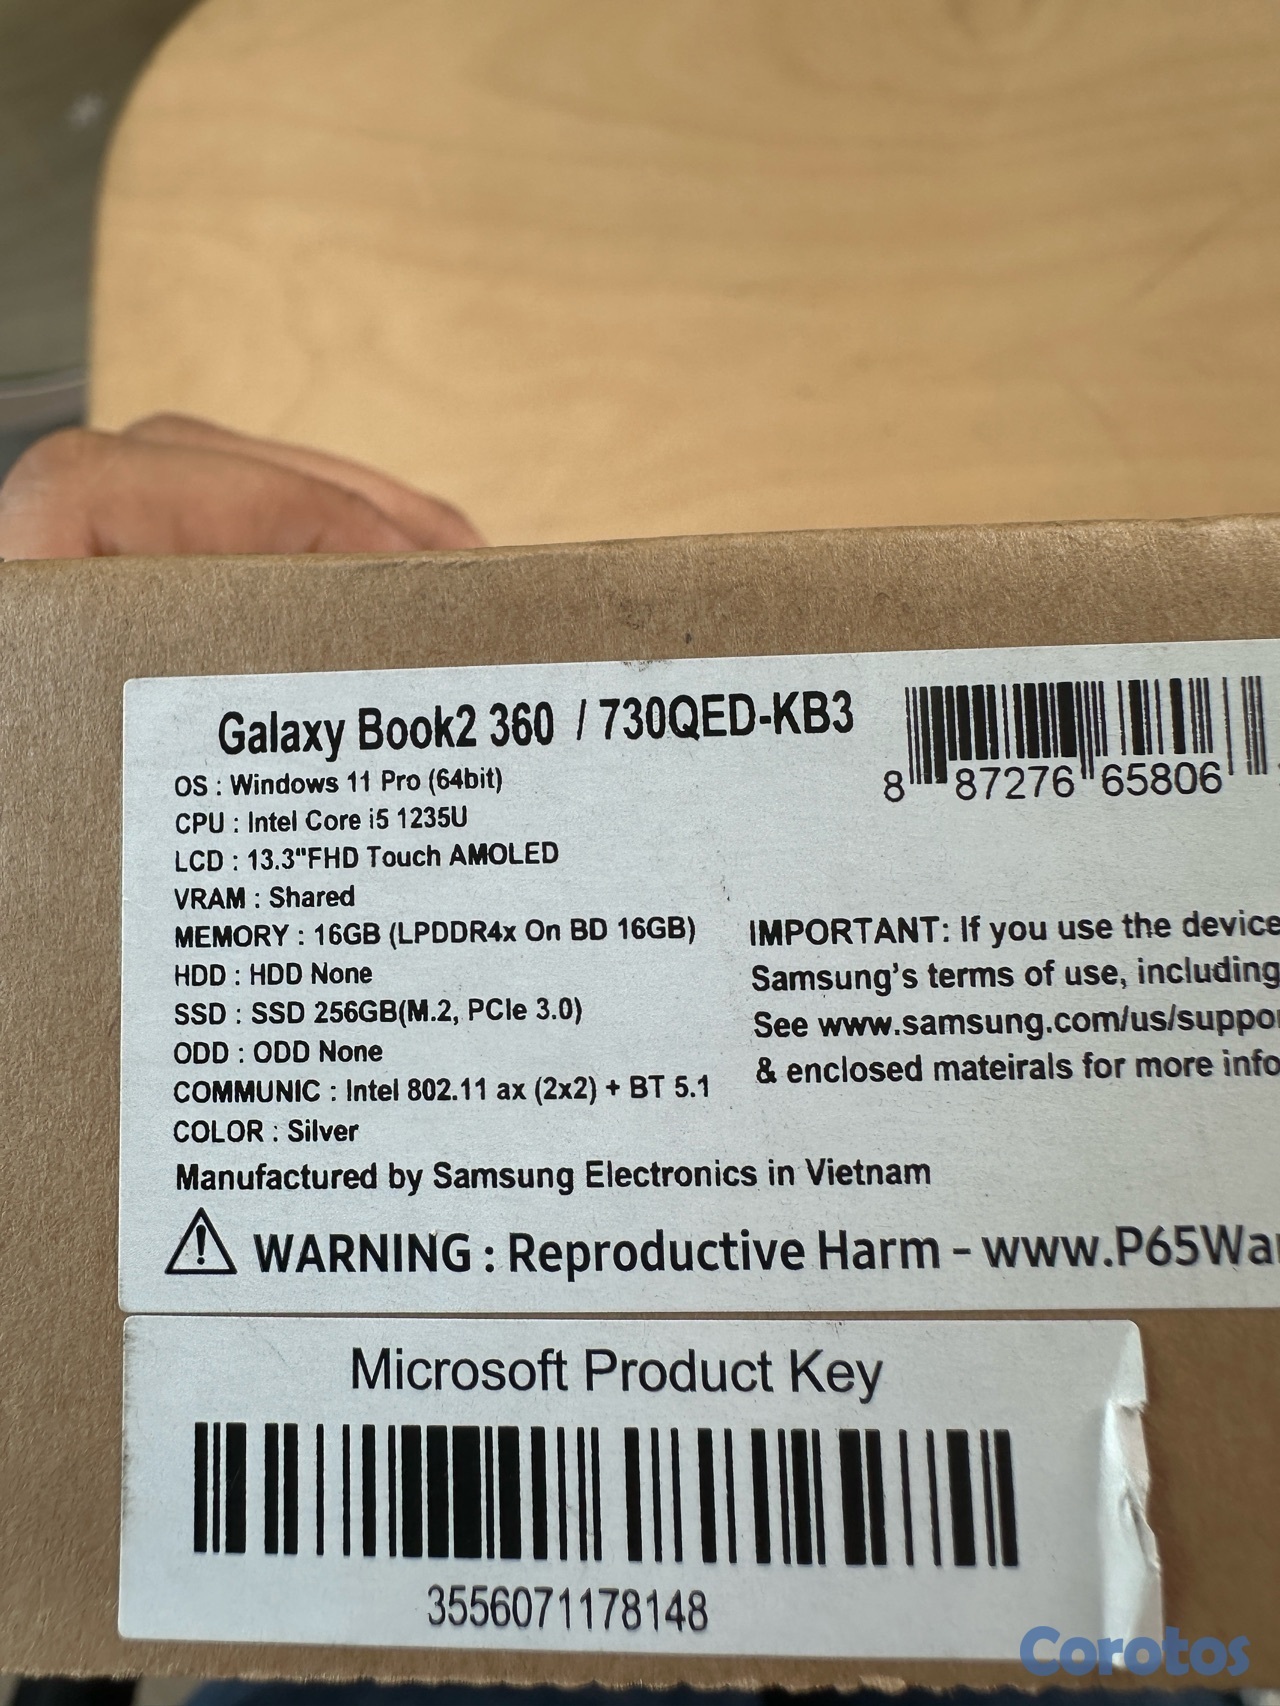 Galaxy Book2 360 / 730QED-KB3
OS : Windows 11 Pro (64bit)
CPU : Intel Core i5 1235U
LCD : 13.3"FHD Touch AMOLED
VRAM : Shared
MEMORY : 16GB (LPDDR4x On BD 16GB)
HDD : HDD None
SSD : SSD 256GB(M.2, PCIe 3.0)
ODD : ODD None
COMMUNIC : Intel 802.11 ax (2x2) + BT 5.1
COLOR : Silver
8 87276 65806
IMPORTANT: If you use the device
Samsung's terms of use, including
See www.samsung.com/us/suppor
& enclosed mateirals for more info
Manufactured by Samsung Electronics in Vietnam
WARNING : Reproductive Harm - www.P65War
Microsoft Product Key
3556071178148
Corotos